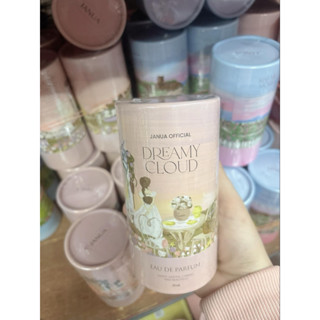 JANUA
JANUA OFFICIAL
DREAMY
CLOUD
EAU DE PARFUM